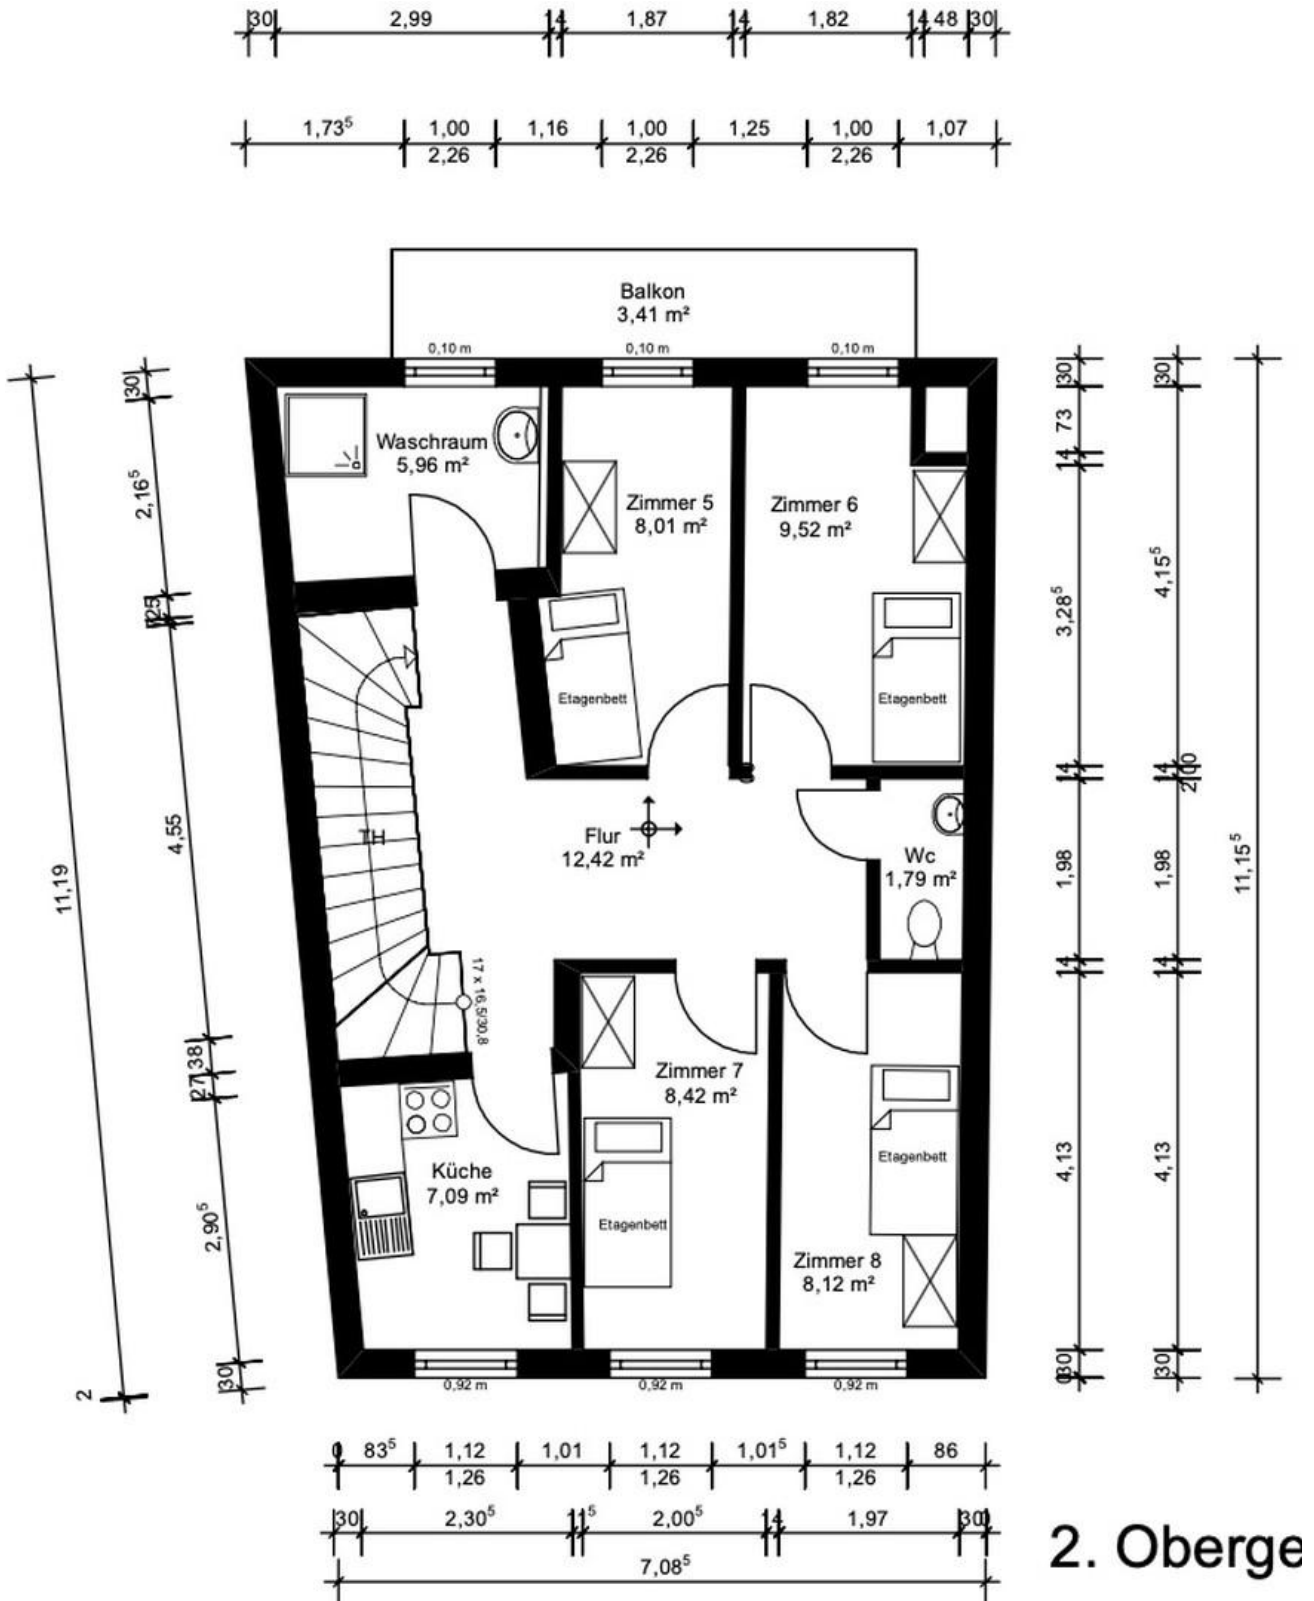 30 2,99 14 1,87 14 1,82 14 48 30
1,73⁵ 1,00 1,16 1,00 1,25 1,00 1,07
2,26 2,26 2,26
Balkon
3,41 m²
0,10 m 0,10 m 0,10 m
Waschraum
5,96 m²
Zimmer 5
8,01 m²
Zimmer 6
9,52 m²
Etagenbett
Etagenbett
TH
Flur
12,42 m²
Wc
1,79 m²
17 x 16,5/30,8
Zimmer 7
8,42 m²
Etagenbett
Küche
7,09 m²
Etagenbett
Zimmer 8
8,12 m²
0,92 m 0,92 m 0,92 m
11,19
2
30
2,16⁵
25
4,55
38
27
2,90⁵
30
30
73
14
3,28⁵
14
1,98
14
4,13
30
30
4,15⁵
14
2,00
1,98
14
4,13
30
11,15⁵
0 83⁵ 1,12 1,01 1,12 1,01⁵ 1,12 86
1,26 1,26 1,26
30 2,30⁵ 11⁵ 2,00⁵ 14 1,97 30
7,08⁵
2. Oberge